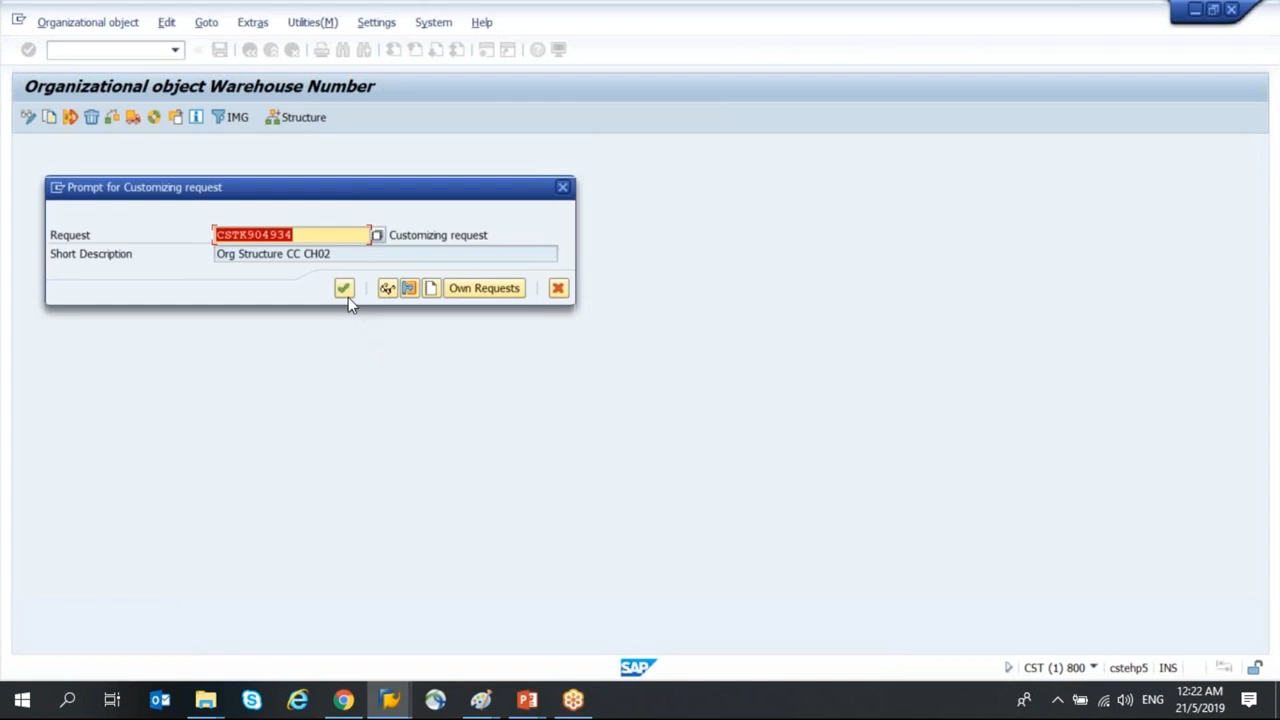 Organizational object Edit Goto Extras Utilities(M) Settings System Help
Organizational object Warehouse Number
IMG Structure
Prompt for Customizing request
Request CSTK904934 Customizing request
Short Description Org Structure CC CH02
Own Requests
SAP CST (1) 800 cstehp5 INS
ENG 12:22 AM
21/5/2019